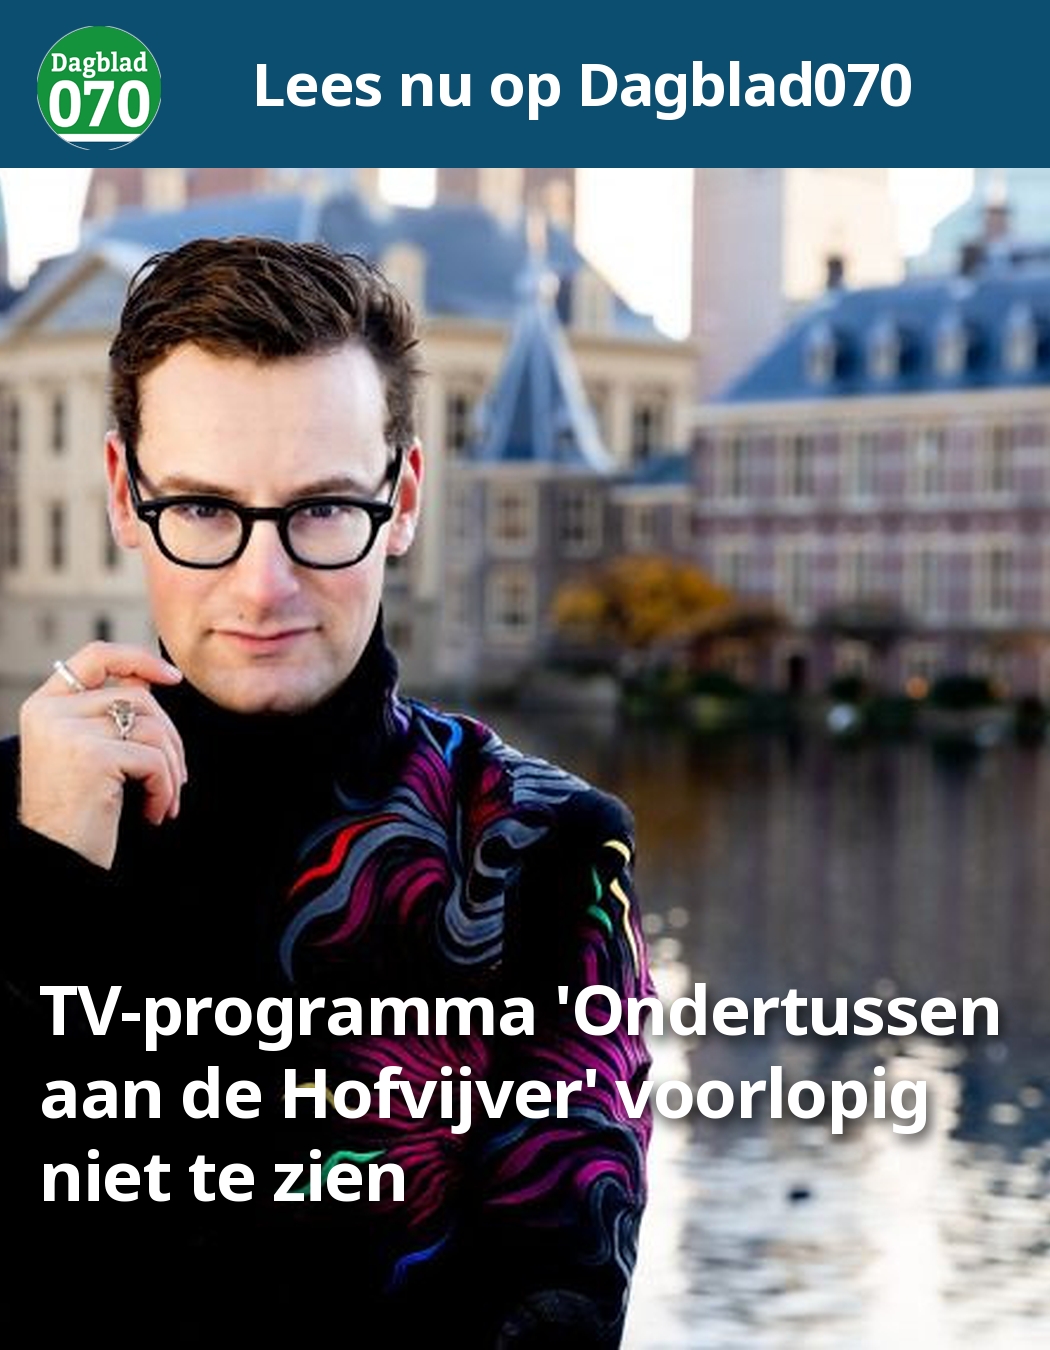 Dagblad
070
Lees nu op Dagblad070
TV-programma 'Ondertussen
aan de Hofvijver' voorlopig
niet te zien